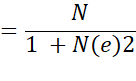 = N / 1 + N(e)2